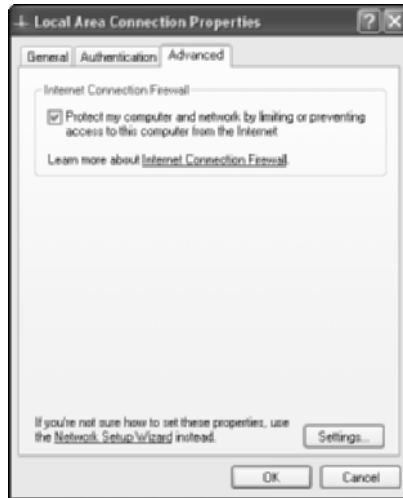 Local Area Connection Properties
General Authentication Advanced
Internet Connection Firewall
Protect my computer and network by limiting or preventing
access to this computer from the Internet
Learn more about Internet Connection Firewall.
If you're not sure how to set these properties, use
the Network Setup Wizard instead.
Settings...
OK Cancel